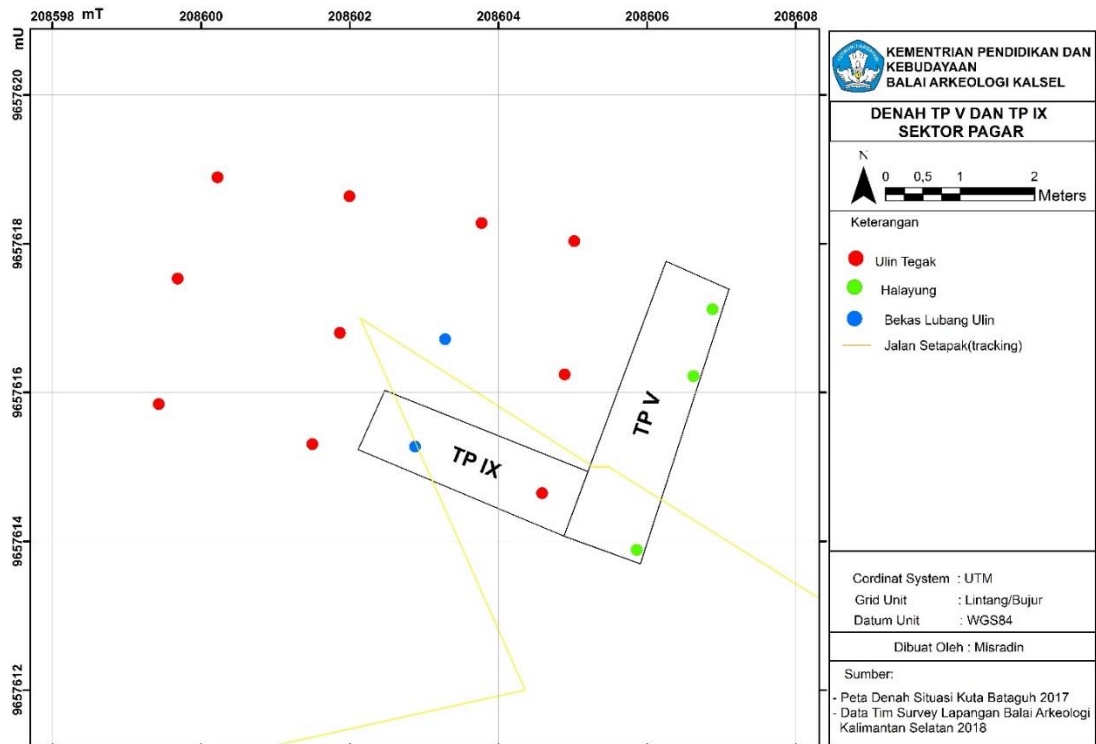 208598 mT 208600 208602 208604 208606 208608
mU
9657620
9657618
9657616
9657614
9657612
TP V
TP IX
KEMENTRIAN PENDIDIKAN DAN
KEBUDAYAAN
BALAI ARKEOLOGI KALSEL
DENAH TP V DAN TP IX
SEKTOR PAGAR
N
0 0,5 1 2
Meters
Keterangan
Ulin Tegak
Halayung
Bekas Lubang Ulin
Jalan Setapak(tracking)
Cordinat System : UTM
Grid Unit : Lintang/Bujur
Datum Unit : WGS84
Dibuat Oleh : Misradin
Sumber:
- Peta Denah Situasi Kuta Bataguh 2017
- Data Tim Survey Lapangan Balai Arkeologi
Kalimantan Selatan 2018